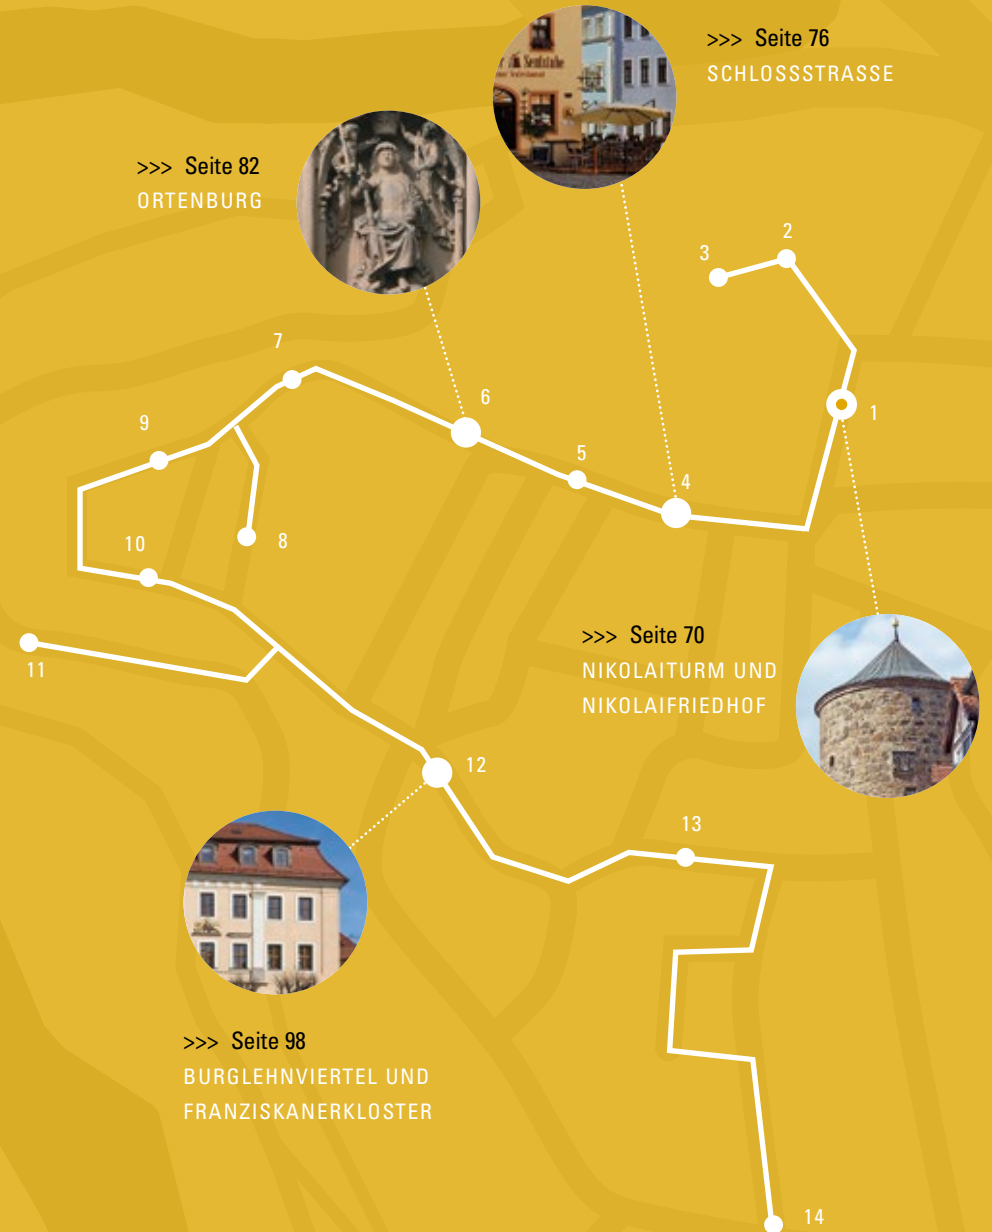 >>> Seite 76
SCHLOSSSTRASSE
Sentstube
>>> Seite 82
ORTENBURG
2
3
7
6
1
9
5
4
10
8
>>> Seite 70
NIKOLAITURM UND
NIKOLAIFRIEDHOF
11
12
13
>>> Seite 98
BURGLEHNVIERTEL UND
FRANZISKANERKLOSTER
14